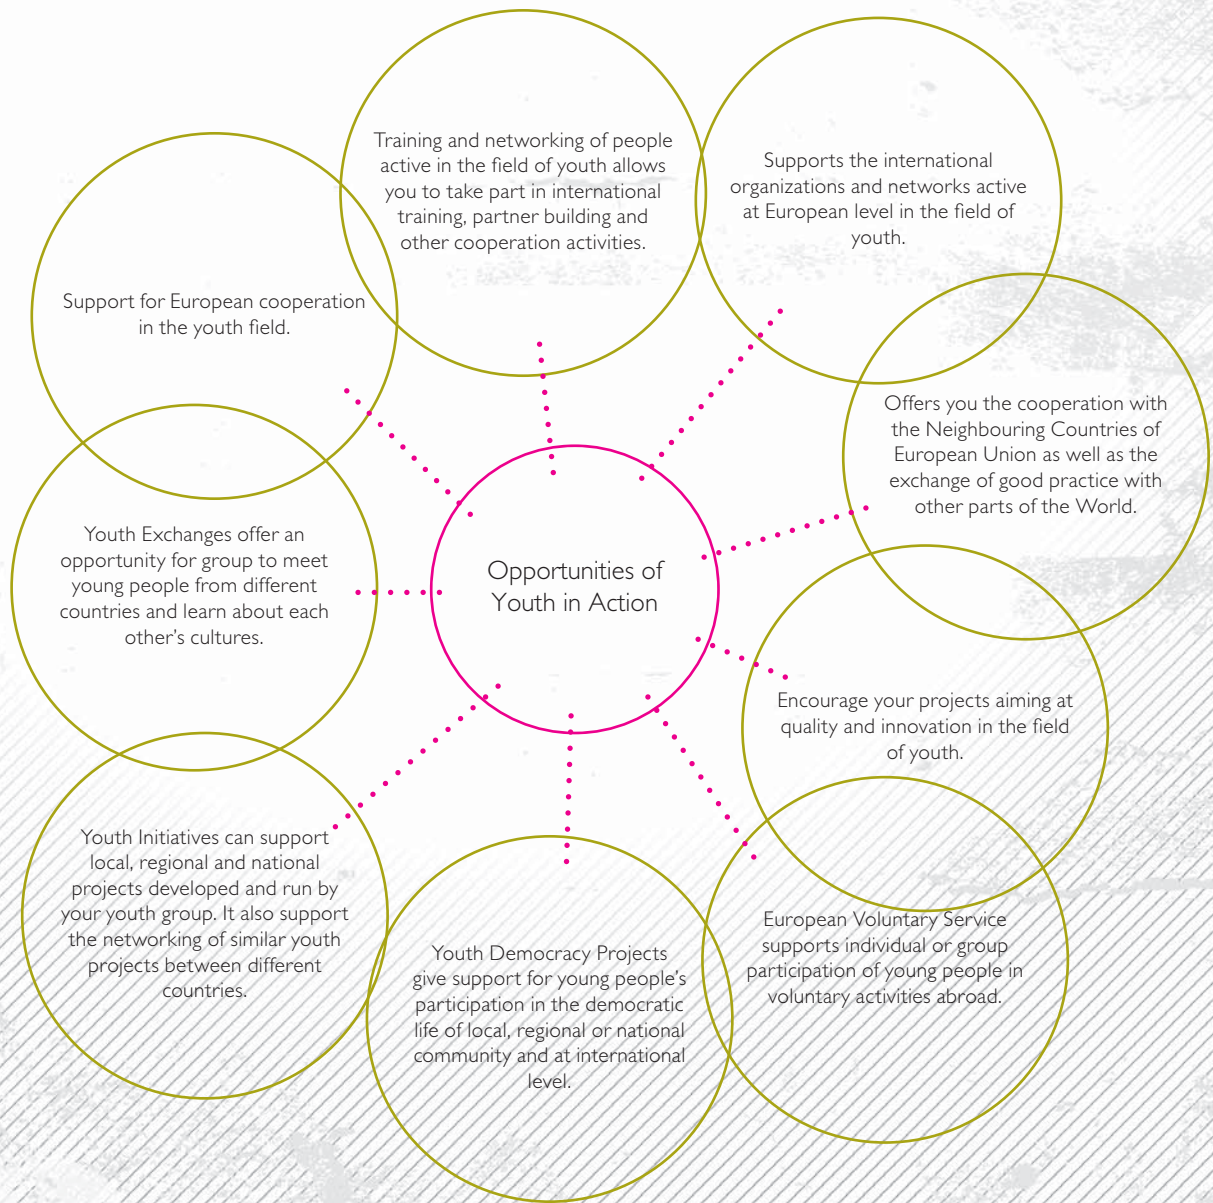 Training and networking of people
active in the field of youth allows
you to take part in international
training, partner building and
other cooperation activities.
Supports the international
organizations and networks active
at European level in the field of
youth.
Support for European cooperation
in the youth field.
Offers you the cooperation with
the Neighbouring Countries of
European Union as well as the
exchange of good practice with
other parts of the World.
Youth Exchanges offer an
opportunity for group to meet
young people from different
countries and learn about each
other's cultures.
Opportunities of
Youth in Action
Encourage your projects aiming at
quality and innovation in the field
of youth.
Youth Initiatives can support
local, regional and national
projects developed and run by
your youth group. It also support
the networking of similar youth
projects between different
countries.
Youth Democracy Projects
give support for young people's
participation in the democratic
life of local, regional or national
community and at international
level.
European Voluntary Service
supports individual or group
participation of young people in
voluntary activities abroad.